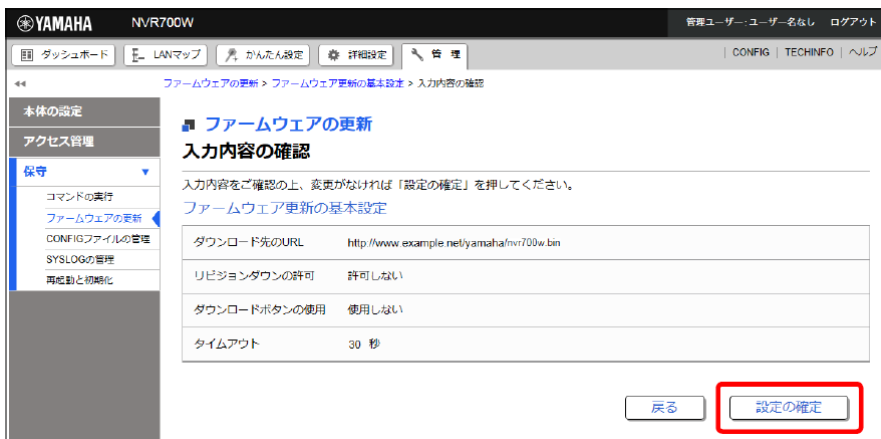 YAMAHA NVR700W 管理ユーザー:ユーザー名なし ログアウト
ダッシュボード LANマップ かんたん設定 詳細設定 管 理 | CONFIG | TECHINFO | ヘルプ
ファームウェアの更新 > ファームウェア更新の基本設定 > 入力内容の確認
本体の設定
アクセス管理
保守
コマンドの実行
ファームウェアの更新
CONFIGファイルの管理
SYSLOGの管理
再起動と初期化
ファームウェアの更新
入力内容の確認
入力内容をご確認の上、変更がなければ「設定の確定」を押してください。
ファームウェア更新の基本設定
ダウンロード先のURL http://www.example.net/yamaha/nvr700w.bin
リビジョンダウンの許可 許可しない
ダウンロードボタンの使用 使用しない
タイムアウト 30 秒
戻る 設定の確定